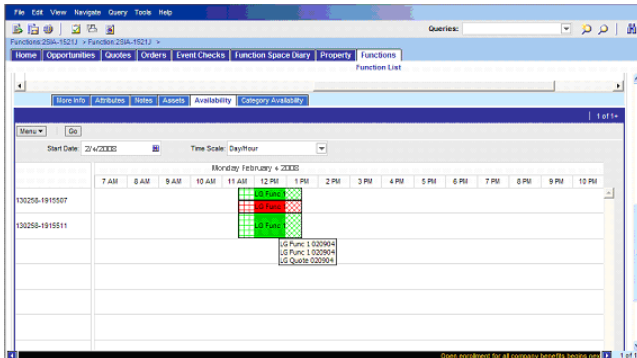 File Edit View Navigate Query Tools Help
Queries:
Functions:2SIA-1521J > Function:2SIA-1521J >
Home Opportunities Quotes Orders Event Checks Function Space Diary Property Functions
Function List
More Info Attributes Notes Assets Availability Category Availability
1 of 1+
Menu Go
Start Date: 2/4/2008 Time Scale: Day/Hour
Monday February 4 2008
7 AM 8 AM 9 AM 10 AM 11 AM 12 PM 1 PM 2 PM 3 PM 4 PM 5 PM 6 PM 7 PM 8 PM 9 PM 10 PM
130258-1915507
LG Func 1
LG Func 1
130258-1915511
LG Func 1
LG Func 1 020904
LG Func 1 020904
LG Quote 020904
Open enrollment for all company benefits begins nex
1 of 1